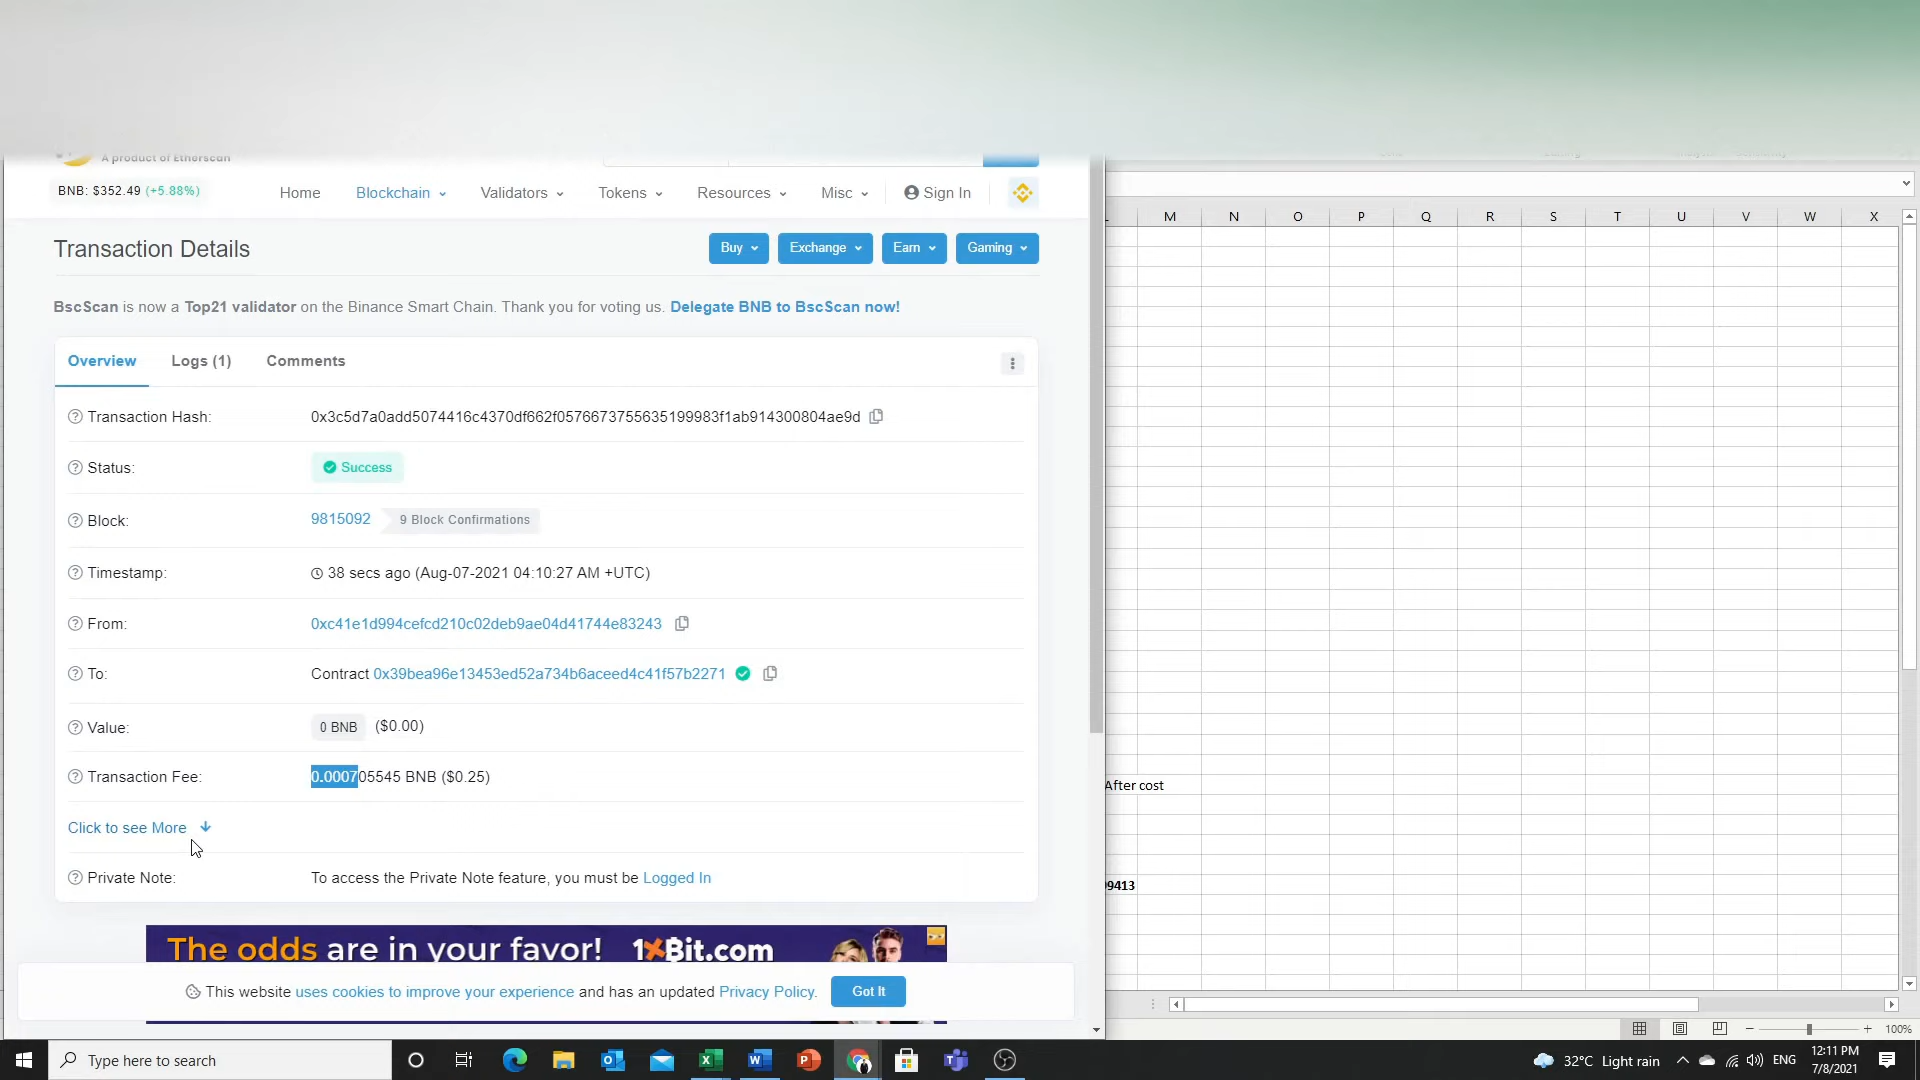 A product of Etherscan
BNB: $352.49 (+5.88%)
Home
Blockchain
Validators
Tokens
Resources
Misc
Sign In
M N O P Q R S T U V W X
Transaction Details
Buy
Exchange
Earn
Gaming
BscScan is now a Top21 validator on the Binance Smart Chain. Thank you for voting us. Delegate BNB to BscScan now!
Overview
Logs (1)
Comments
Transaction Hash: 0x3c5d7a0add5074416c4370df662f0576673755635199983f1ab914300804ae9d
Status: Success
Block: 9815092 9 Block Confirmations
Timestamp: 38 secs ago (Aug-07-2021 04:10:27 AM +UTC)
From: 0xc41e1d994cefcd210c02deb9ae04d41744e83243
To: Contract 0x39bea96e13453ed52a734b6aceed4c41f57b2271
Value: 0 BNB ($0.00)
Transaction Fee: 0.000705545 BNB ($0.25)
After cost
Click to see More
Private Note: To access the Private Note feature, you must be Logged In
9413
The odds are in your favor! 1xBit.com
This website uses cookies to improve your experience and has an updated Privacy Policy. Got It
100%
Type here to search
32°C Light rain
ENG
12:11 PM
7/8/2021